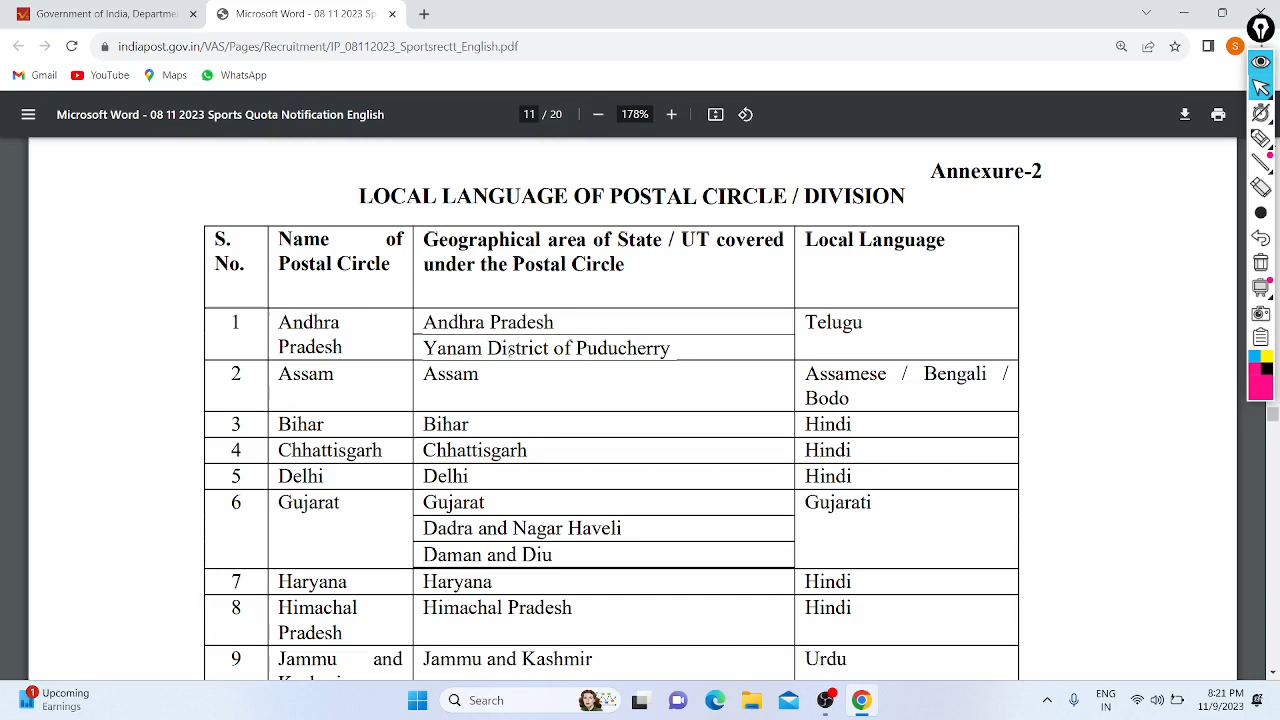 Government of India, Departme
Microsoft Word - 08 11 2023 Sp
indiapost.gov.in/VAS/Pages/Recruitment/IP_08112023_Sportsrect_English.pdf
S
Gmail
YouTube
Maps
WhatsApp
Microsoft Word - 08 11 2023 Sports Quota Notification English
11 / 20
178%
Annexure-2
LOCAL LANGUAGE OF POSTAL CIRCLE / DIVISION
S. No.
Name of Postal Circle
Geographical area of State / UT covered under the Postal Circle
Local Language
1
Andhra Pradesh
Andhra Pradesh
Yanam District of Puducherry
Telugu
2
Assam
Assam
Assamese / Bengali / Bodo
3
Bihar
Bihar
Hindi
4
Chhattisgarh
Chhattisgarh
Hindi
5
Delhi
Delhi
Hindi
6
Gujarat
Gujarat
Dadra and Nagar Haveli
Daman and Diu
Gujarati
7
Haryana
Haryana
Hindi
8
Himachal Pradesh
Himachal Pradesh
Hindi
9
Jammu and
Jammu and Kashmir
Urdu
1
Upcoming
Earnings
Search
ENG
IN
8:21 PM
11/9/2023